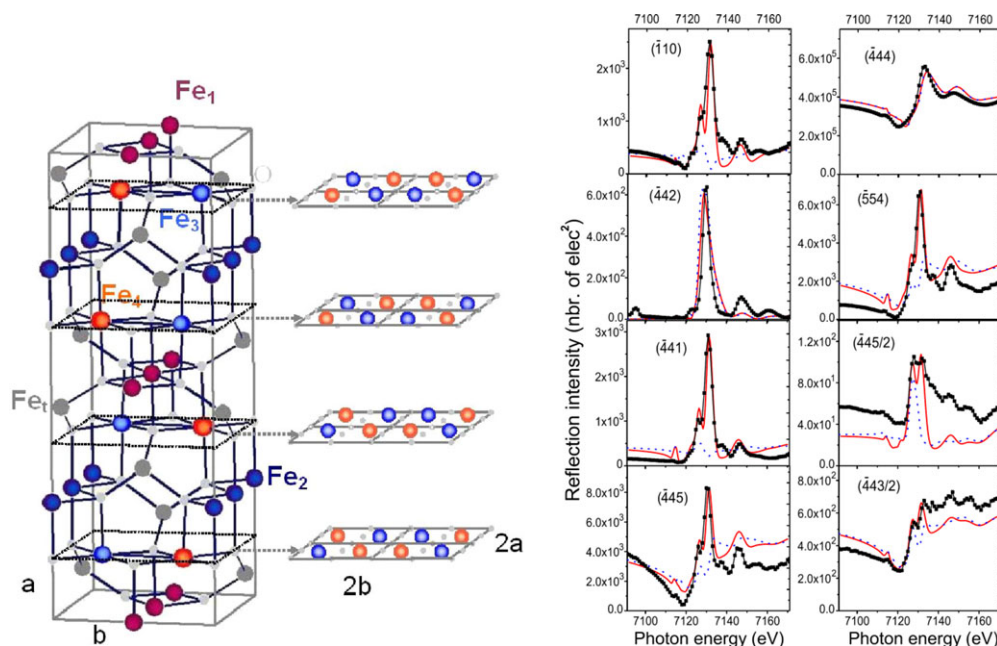 Fe1
O
Fe3
Fe4
Fet
Fe2
a
b
2b
2a
7100 7120 7140 7160
7100 7120 7140 7160
Reflection intensity (nbr. of elec²)
(1̄10)
2x10³
1x10³
0
(4̄44)
6.0x10⁵
4.0x10⁵
2.0x10⁵
0.0
(4̄42)
6.0x10²
4.0x10²
2.0x10²
0.0
(5̄54)
6.0x10²
4.0x10²
2.0x10²
0.0
(4̄41)
3x10³
2x10³
1x10³
0
(4̄45/2)
1.2x10²
8.0x10¹
4.0x10¹
0.0
(4̄45)
8.0x10³
6.0x10³
4.0x10³
2.0x10³
0.0
(4̄43/2)
8.0x10²
6.0x10²
4.0x10²
2.0x10²
0.0
7100 7120 7140 7160
7100 7120 7140 7160
Photon energy (eV)
Photon energy (eV)